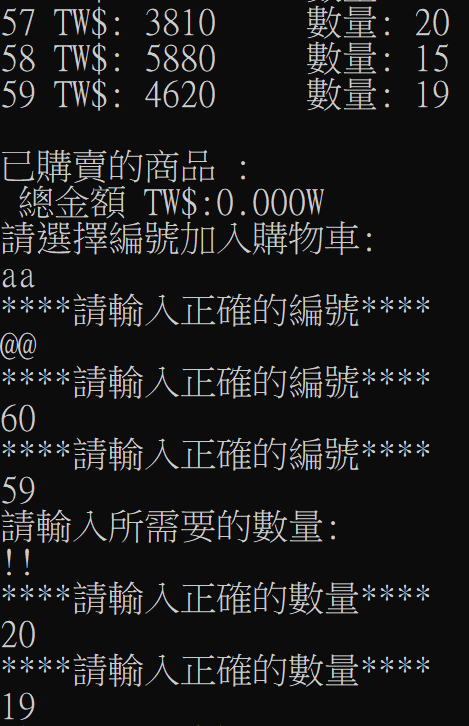 57 TW$: 3810 數量: 20
58 TW$: 5880 數量: 15
59 TW$: 4620 數量: 19
已購賣的商品 :
總金額 TW$:0.000W
請選擇編號加入購物車:
aa
****請輸入正確的編號****
@@
****請輸入正確的編號****
60
****請輸入正確的編號****
59
請輸入所需要的數量:
!!
****請輸入正確的數量****
20
****請輸入正確的數量****
19